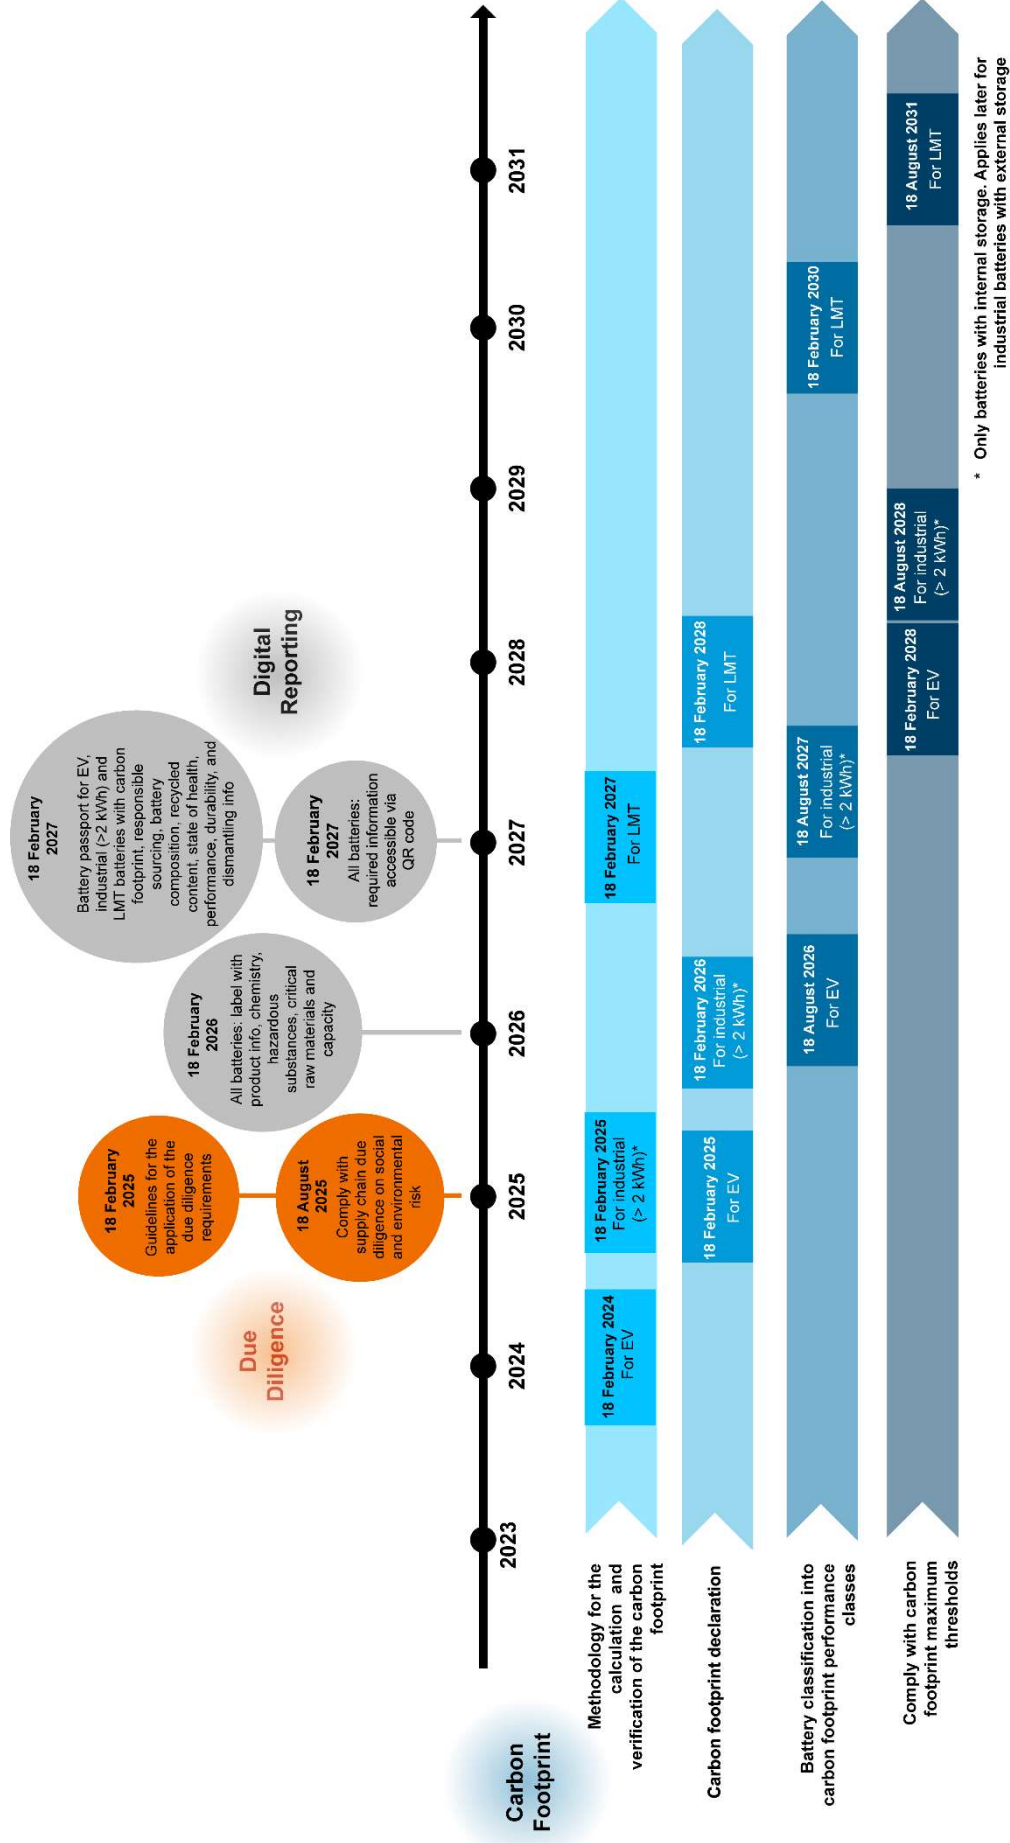 Due
Diligence
18 February
2025
Guidelines for the
application of the
due diligence
requirements
18 August
2025
Comply with
supply chain due
diligence on social
and environmental
risk
18 February
2026
All batteries: label with
product info, chemistry,
hazardous
substances, critical
raw materials and
capacity
18 February
2027
Battery passport for EV,
industrial (>2 kWh) and
LMT batteries with carbon
footprint, responsible
sourcing, battery
composition, recycled
content, state of health,
performance, durability, and
dismantling info
18 February
2027
All batteries:
required information
accessible via
QR code
Digital
Reporting
2023
2024
2025
2026
2027
2028
2029
2030
2031
Carbon
Footprint
Methodology for the
calculation and
verification of the carbon
footprint
18 February 2024
For EV
18 February 2025
For industrial
(> 2 kWh)*
18 February 2027
For LMT
Carbon footprint declaration
18 February 2025
For EV
18 February 2026
For industrial
(> 2 kWh)*
18 February 2028
For LMT
Battery classification into
carbon footprint performance
classes
18 August 2026
For EV
18 August 2027
For industrial
(> 2 kWh)*
18 February 2030
For LMT
Comply with carbon
footprint maximum
thresholds
18 February 2028
For EV
18 August 2028
For industrial
(> 2 kWh)*
18 August 2031
For LMT
* Only batteries with internal storage. Applies later for
industrial batteries with external storage